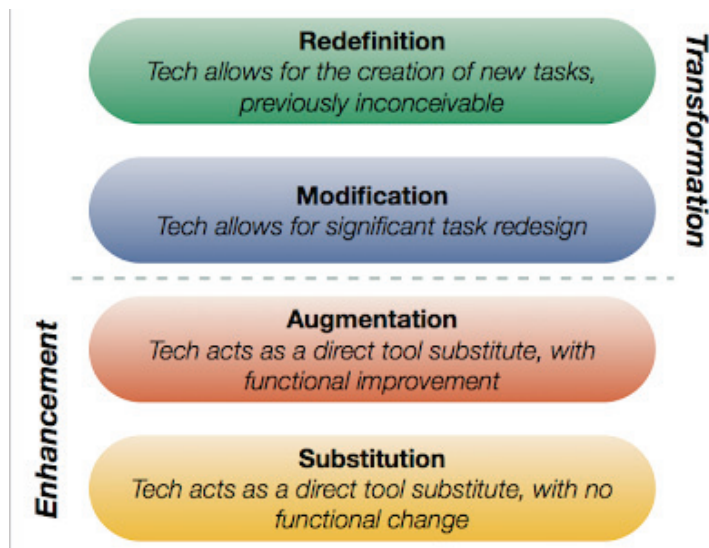 Redefinition
Tech allows for the creation of new tasks,
previously inconceivable
Transformation
Modification
Tech allows for significant task redesign
Augmentation
Tech acts as a direct tool substitute, with
functional improvement
Enhancement
Substitution
Tech acts as a direct tool substitute, with no
functional change